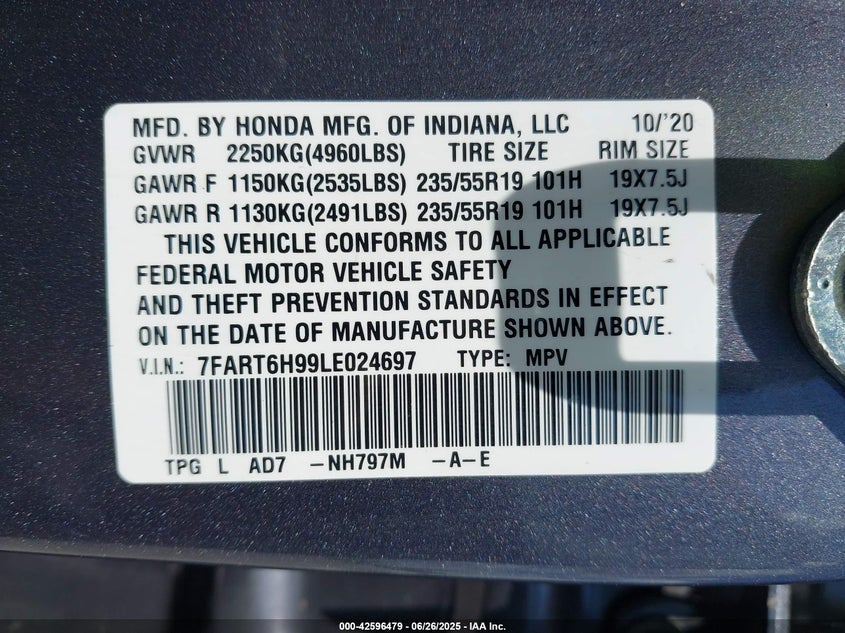 MFD. BY HONDA MFG. OF INDIANA, LLC 10/'20
GVWR 2250KG(4960LBS) TIRE SIZE RIM SIZE
GAWR F 1150KG(2535LBS) 235/55R19 101H 19X7.5J
GAWR R 1130KG(2491LBS) 235/55R19 101H 19X7.5J
THIS VEHICLE CONFORMS TO ALL APPLICABLE
FEDERAL MOTOR VEHICLE SAFETY
AND THEFT PREVENTION STANDARDS IN EFFECT
ON THE DATE OF MANUFACTURE SHOWN ABOVE.
V.I.N.: 7FART6H99LE024697 TYPE: MPV
TPG L AD7 -NH797M -A-E
000-42596479 - 06/26/2025 - IAA Inc.